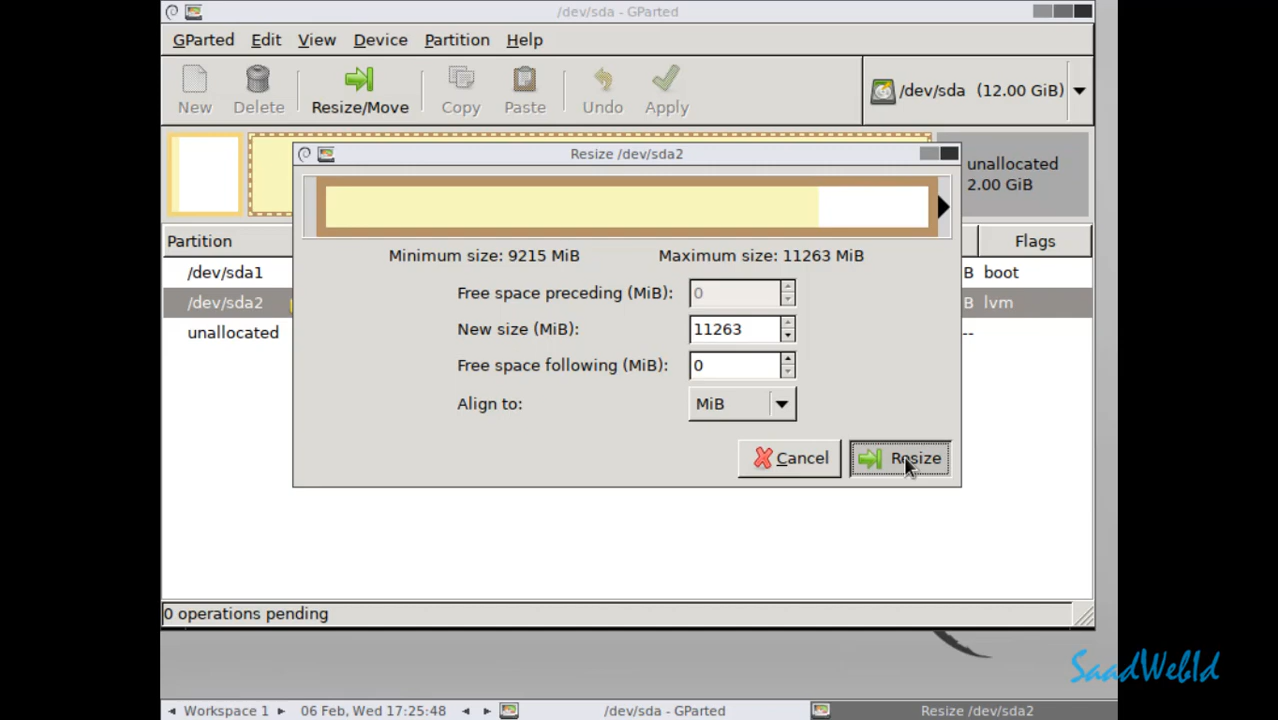 /dev/sda - GParted
GParted Edit View Device Partition Help
New Delete Resize/Move Copy Paste Undo Apply /dev/sda (12.00 GiB)
unallocated
2.00 GiB
Resize /dev/sda2
Minimum size: 9215 MiB Maximum size: 11263 MiB
Free space preceding (MiB): 0
New size (MiB): 11263
Free space following (MiB): 0
Align to: MiB
Cancel Resize
Partition Flags
/dev/sda1 B boot
/dev/sda2 B lvm
unallocated --
0 operations pending
SaadWebId
Workspace 1 06 Feb, Wed 17:25:48 /dev/sda - GParted Resize /dev/sda2